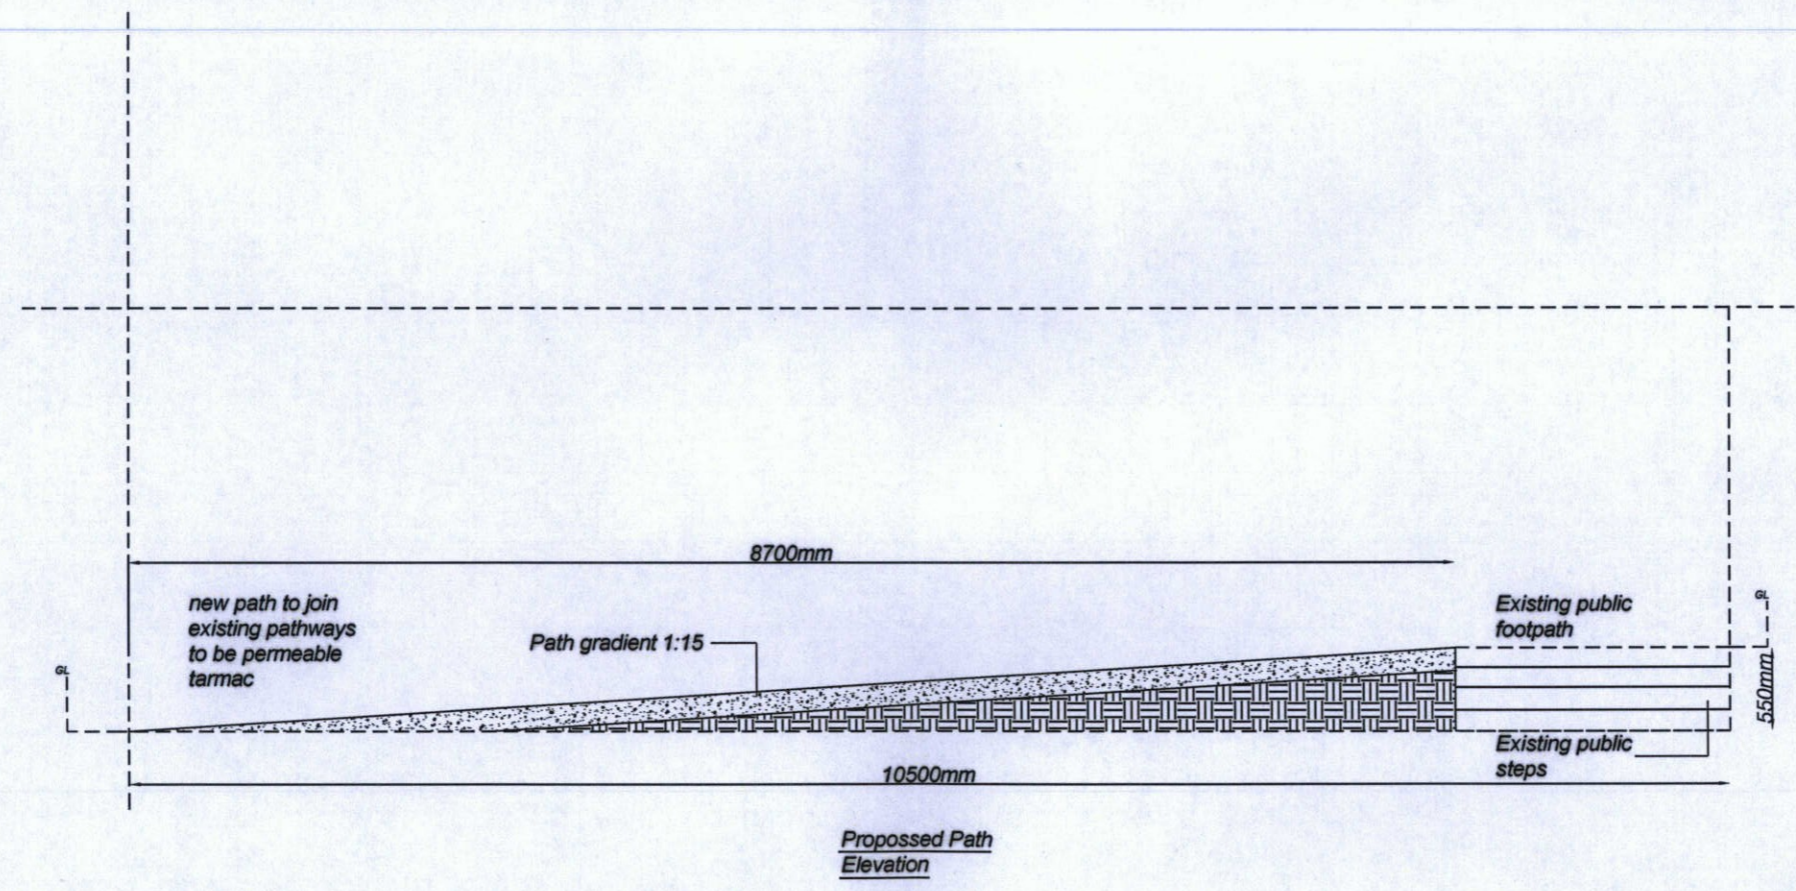 8700mm
new path to join
existing pathways
to be permeable
tarmac
Path gradient 1:15
Existing public
footpath
GL
GL
550mm
Existing public
steps
10500mm
Propossed Path
Elevation